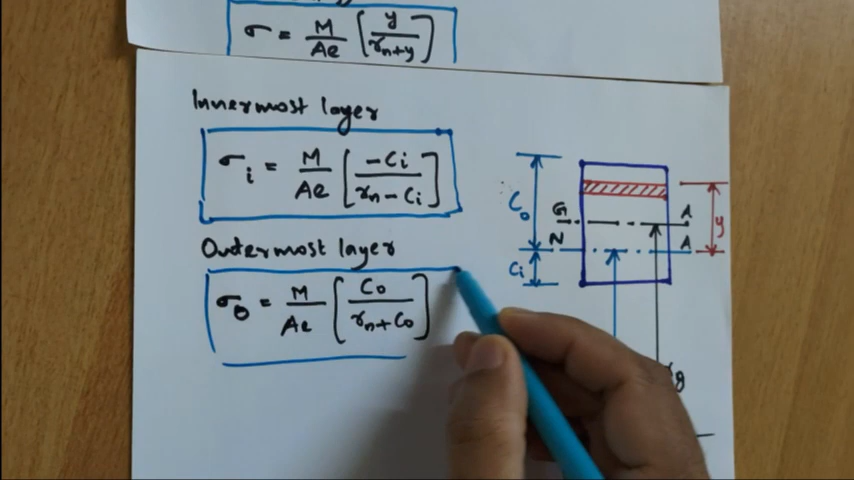 σ = M/Ae [y/(rn+y)]
Innermost layer
σi = M/Ae [-Ci/(rn-Ci)]
Outermost layer
σo = M/Ae [Co/(rn+Co)]
Co
G A
N A
y
Ci